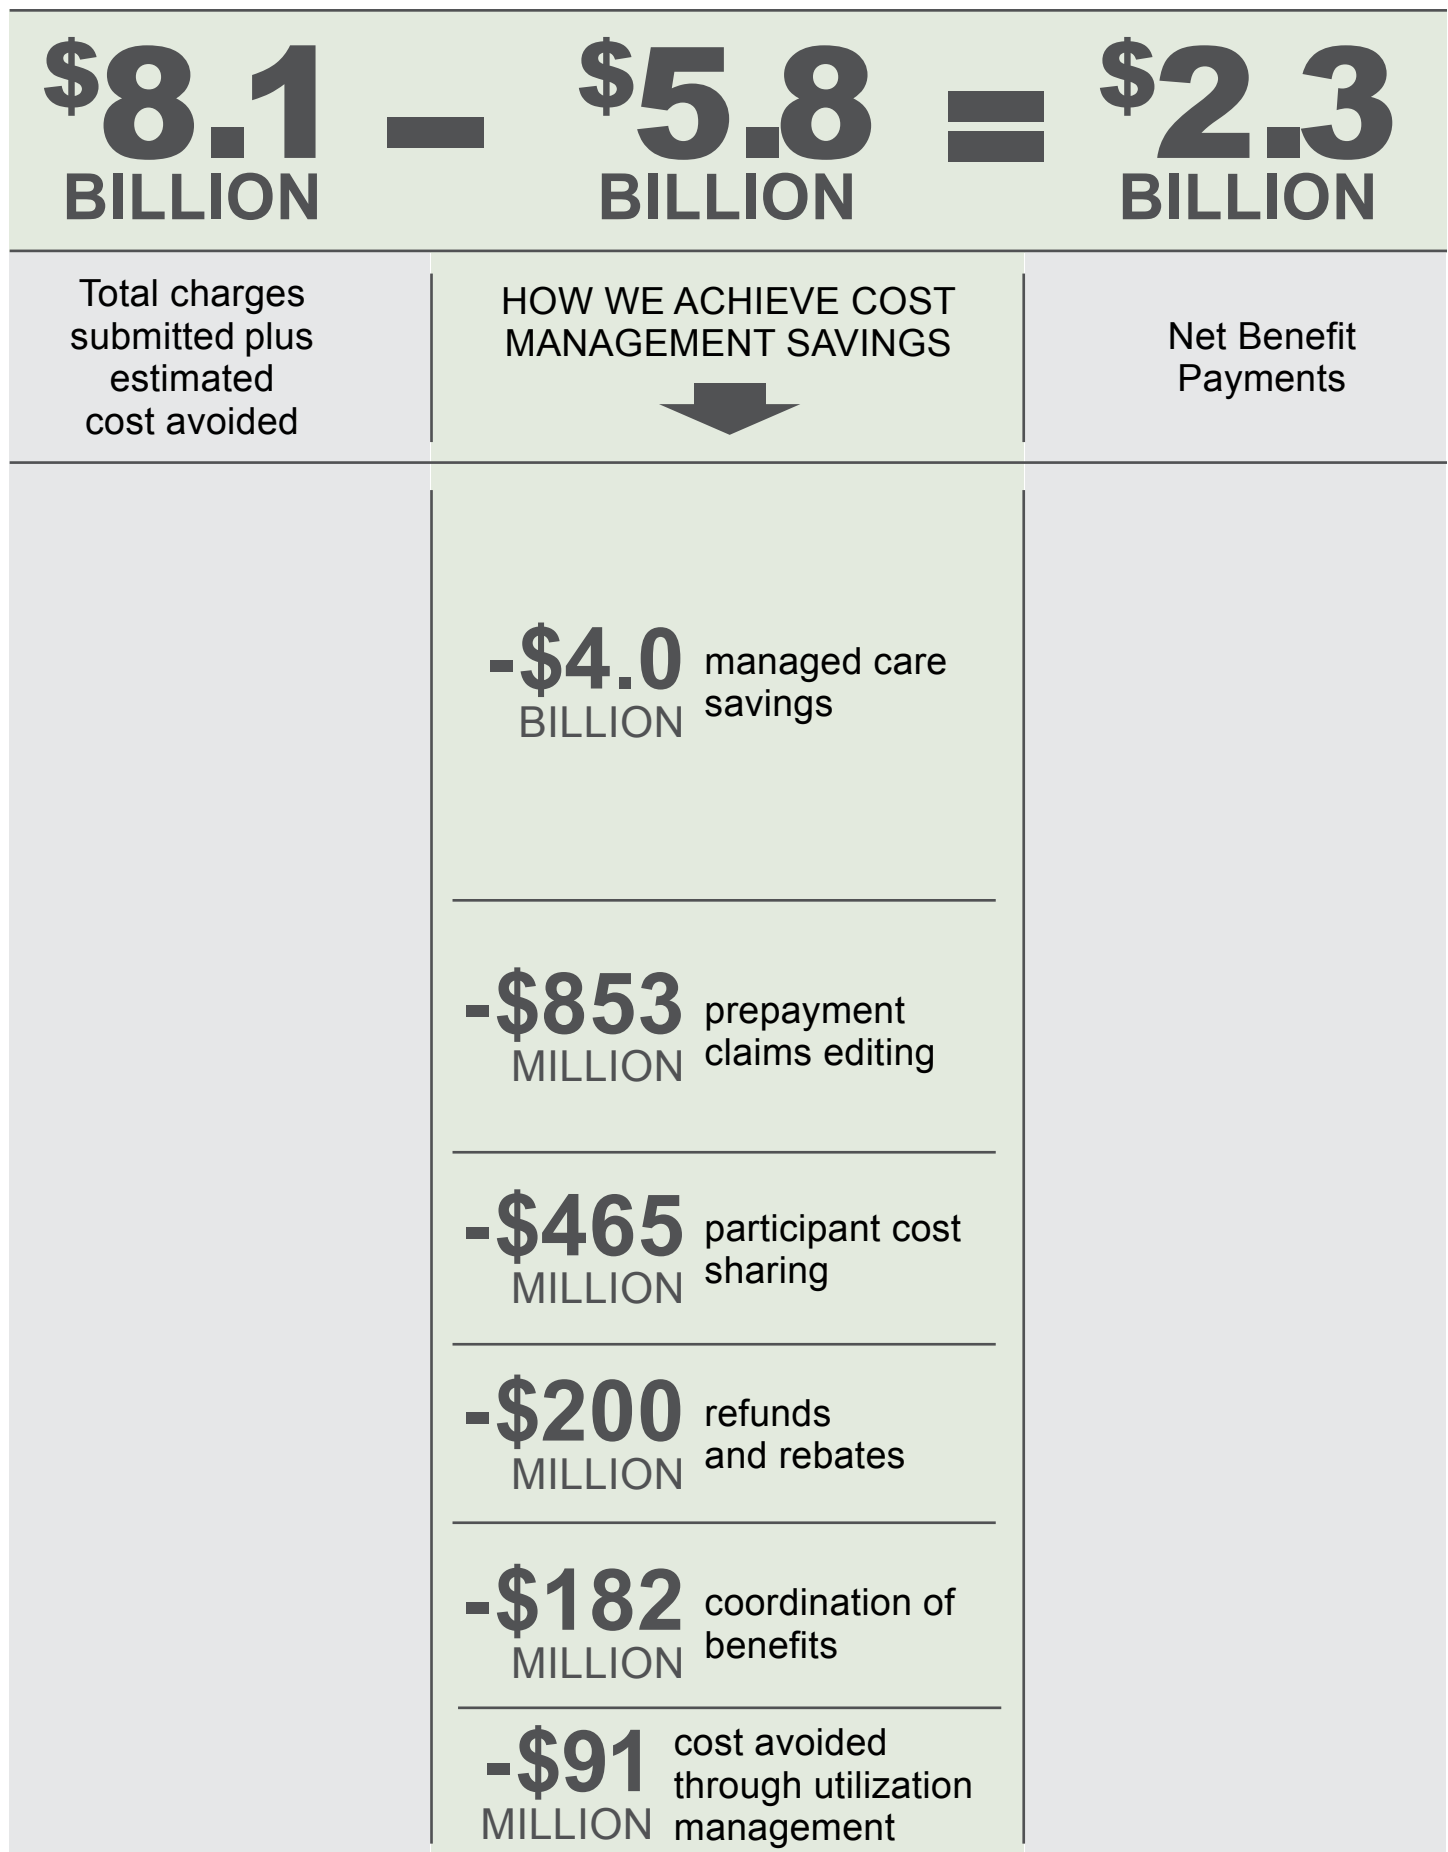 $8.1 – $5.8 = $2.3
BILLION BILLION BILLION
Total charges
submitted plus
estimated
cost avoided
HOW WE ACHIEVE COST
MANAGEMENT SAVINGS
Net Benefit
Payments
-$4.0
BILLION
managed care
savings
-$853
MILLION
prepayment
claims editing
-$465
MILLION
participant cost
sharing
-$200
MILLION
refunds
and rebates
-$182
MILLION
coordination of
benefits
-$91
MILLION
cost avoided
through utilization
management